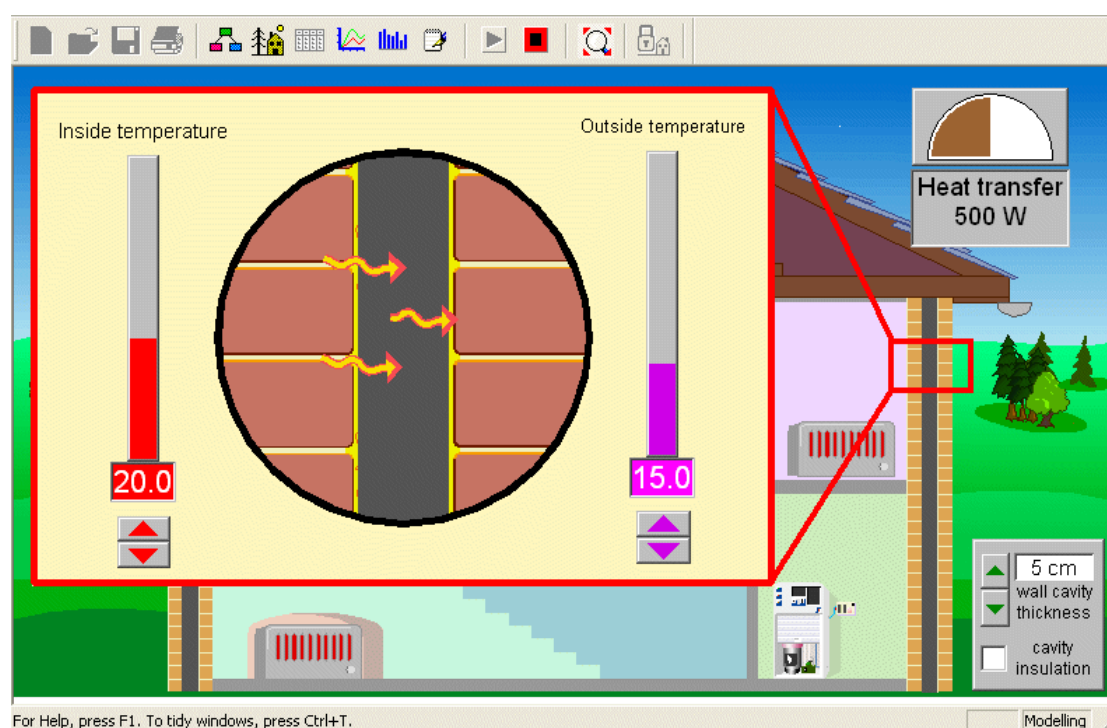 Inside temperature
Outside temperature
Heat transfer
500 W
20.0
15.0
5 cm
wall cavity
thickness
cavity
insulation
For Help, press F1. To tidy windows, press Ctrl+T.
Modelling